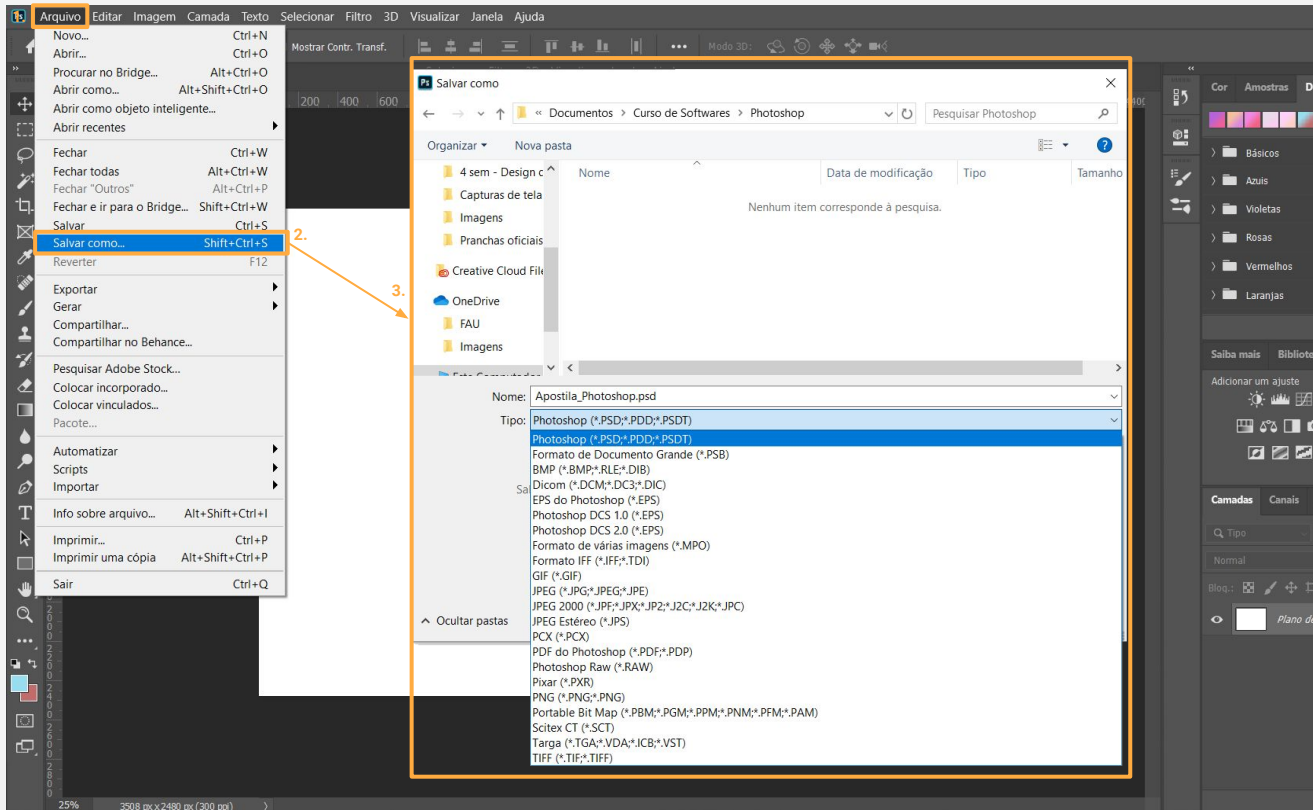 Arquivo Editar Imagem Camada Texto Selecionar Filtro 3D Visualizar Janela Ajuda
Novo... Ctrl+N
Abrir... Ctrl+O
Procurar no Bridge... Alt+Ctrl+O
Abrir como... Alt+Shift+Ctrl+O
Abrir como objeto inteligente...
Abrir recentes
Fechar Ctrl+W
Fechar todas Alt+Ctrl+W
Fechar "Outros" Alt+Ctrl+P
Fechar e ir para o Bridge... Shift+Ctrl+W
Salvar Ctrl+S
Salvar como... Shift+Ctrl+S
Reverter F12
Exportar
Gerar
Compartilhar...
Compartilhar no Behance...
Pesquisar Adobe Stock...
Colocar incorporado...
Colocar vinculados...
Pacote...
Automatizar
Scripts
Importar
Info sobre arquivo... Alt+Shift+Ctrl+I
Imprimir... Ctrl+P
Imprimir uma cópia Alt+Shift+Ctrl+P
Sair Ctrl+Q
Mostrar Contr. Transf.
Modo 3D:
200 400 600
2.
3.
Ps Salvar como
« Documentos > Curso de Softwares > Photoshop
Pesquisar Photoshop
Organizar Nova pasta
4 sem - Design c
Capturas de tela
Imagens
Pranchas oficiais
Creative Cloud File
OneDrive
FAU
Imagens
Nome Data de modificação Tipo Tamanho
Nenhum item corresponde à pesquisa.
Nome: Apostila_Photoshop.psd
Tipo: Photoshop (*.PSD;*.PDD;*.PSDT)
Photoshop (*.PSD;*.PDD;*.PSDT)
Formato de Documento Grande (*.PSB)
BMP (*.BMP;*.RLE;*.DIB)
Dicom (*.DCM;*.DC3;*.DIC)
EPS do Photoshop (*.EPS)
Photoshop DCS 1.0 (*.EPS)
Photoshop DCS 2.0 (*.EPS)
Formato de várias imagens (*.MPO)
Formato IFF (*.IFF;*.TDI)
GIF (*.GIF)
JPEG (*.JPG;*.JPEG;*.JPE)
JPEG 2000 (*.JPF;*.JPX;*.JP2;*.J2C;*.J2K;*.JPC)
JPEG Estéreo (*.JPS)
PCX (*.PCX)
PDF do Photoshop (*.PDF;*.PDP)
Photoshop Raw (*.RAW)
Pixar (*.PXR)
PNG (*.PNG;*.PNG)
Portable Bit Map (*.PBM;*.PGM;*.PPM;*.PNM;*.PFM;*.PAM)
Scitex CT (*.SCT)
Targa (*.TGA;*.VDA;*.ICB;*.VST)
TIFF (*.TIF;*.TIFF)
Ocultar pastas
Cor Amostras D
Básicos
Azuis
Violetas
Rosas
Vermelhos
Laranjas
Saiba mais Bibliote
Adicionar um ajuste
Camadas Canais
Tipo
Normal
Bloq.:
Plano de
25% 3508 px x 2480 px (300 ppi)